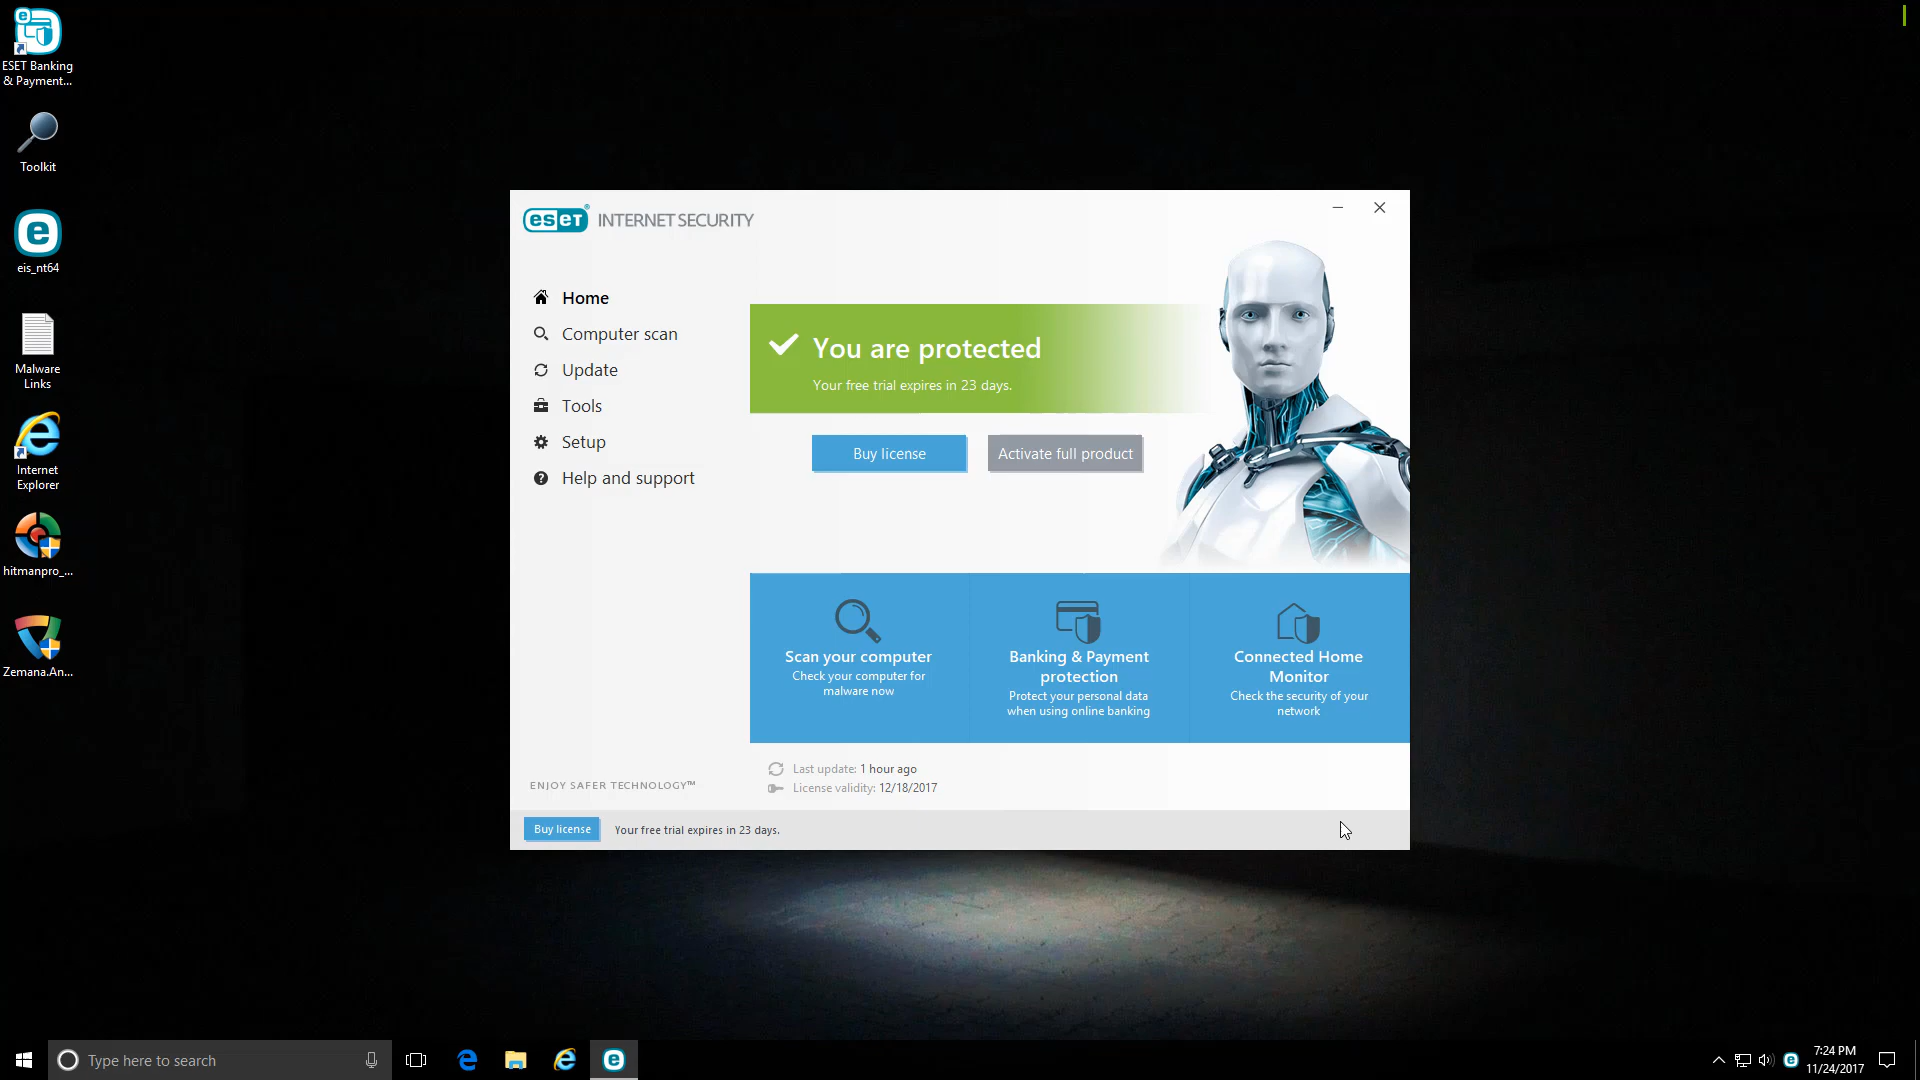 ESET Banking
& Payment...
Toolkit
eis_nt64
Malware
Links
Internet
Explorer
hitmanpro_...
Zemana.An...
eset® INTERNET SECURITY
Home
Computer scan
Update
Tools
Setup
Help and support
You are protected
Your free trial expires in 23 days.
Buy license
Activate full product
Scan your computer
Check your computer for
malware now
Banking & Payment
protection
Protect your personal data
when using online banking
Connected Home
Monitor
Check the security of your
network
Last update: 1 hour ago
License validity: 12/18/2017
ENJOY SAFER TECHNOLOGY™
Buy license
Your free trial expires in 23 days.
Type here to search
7:24 PM
11/24/2017